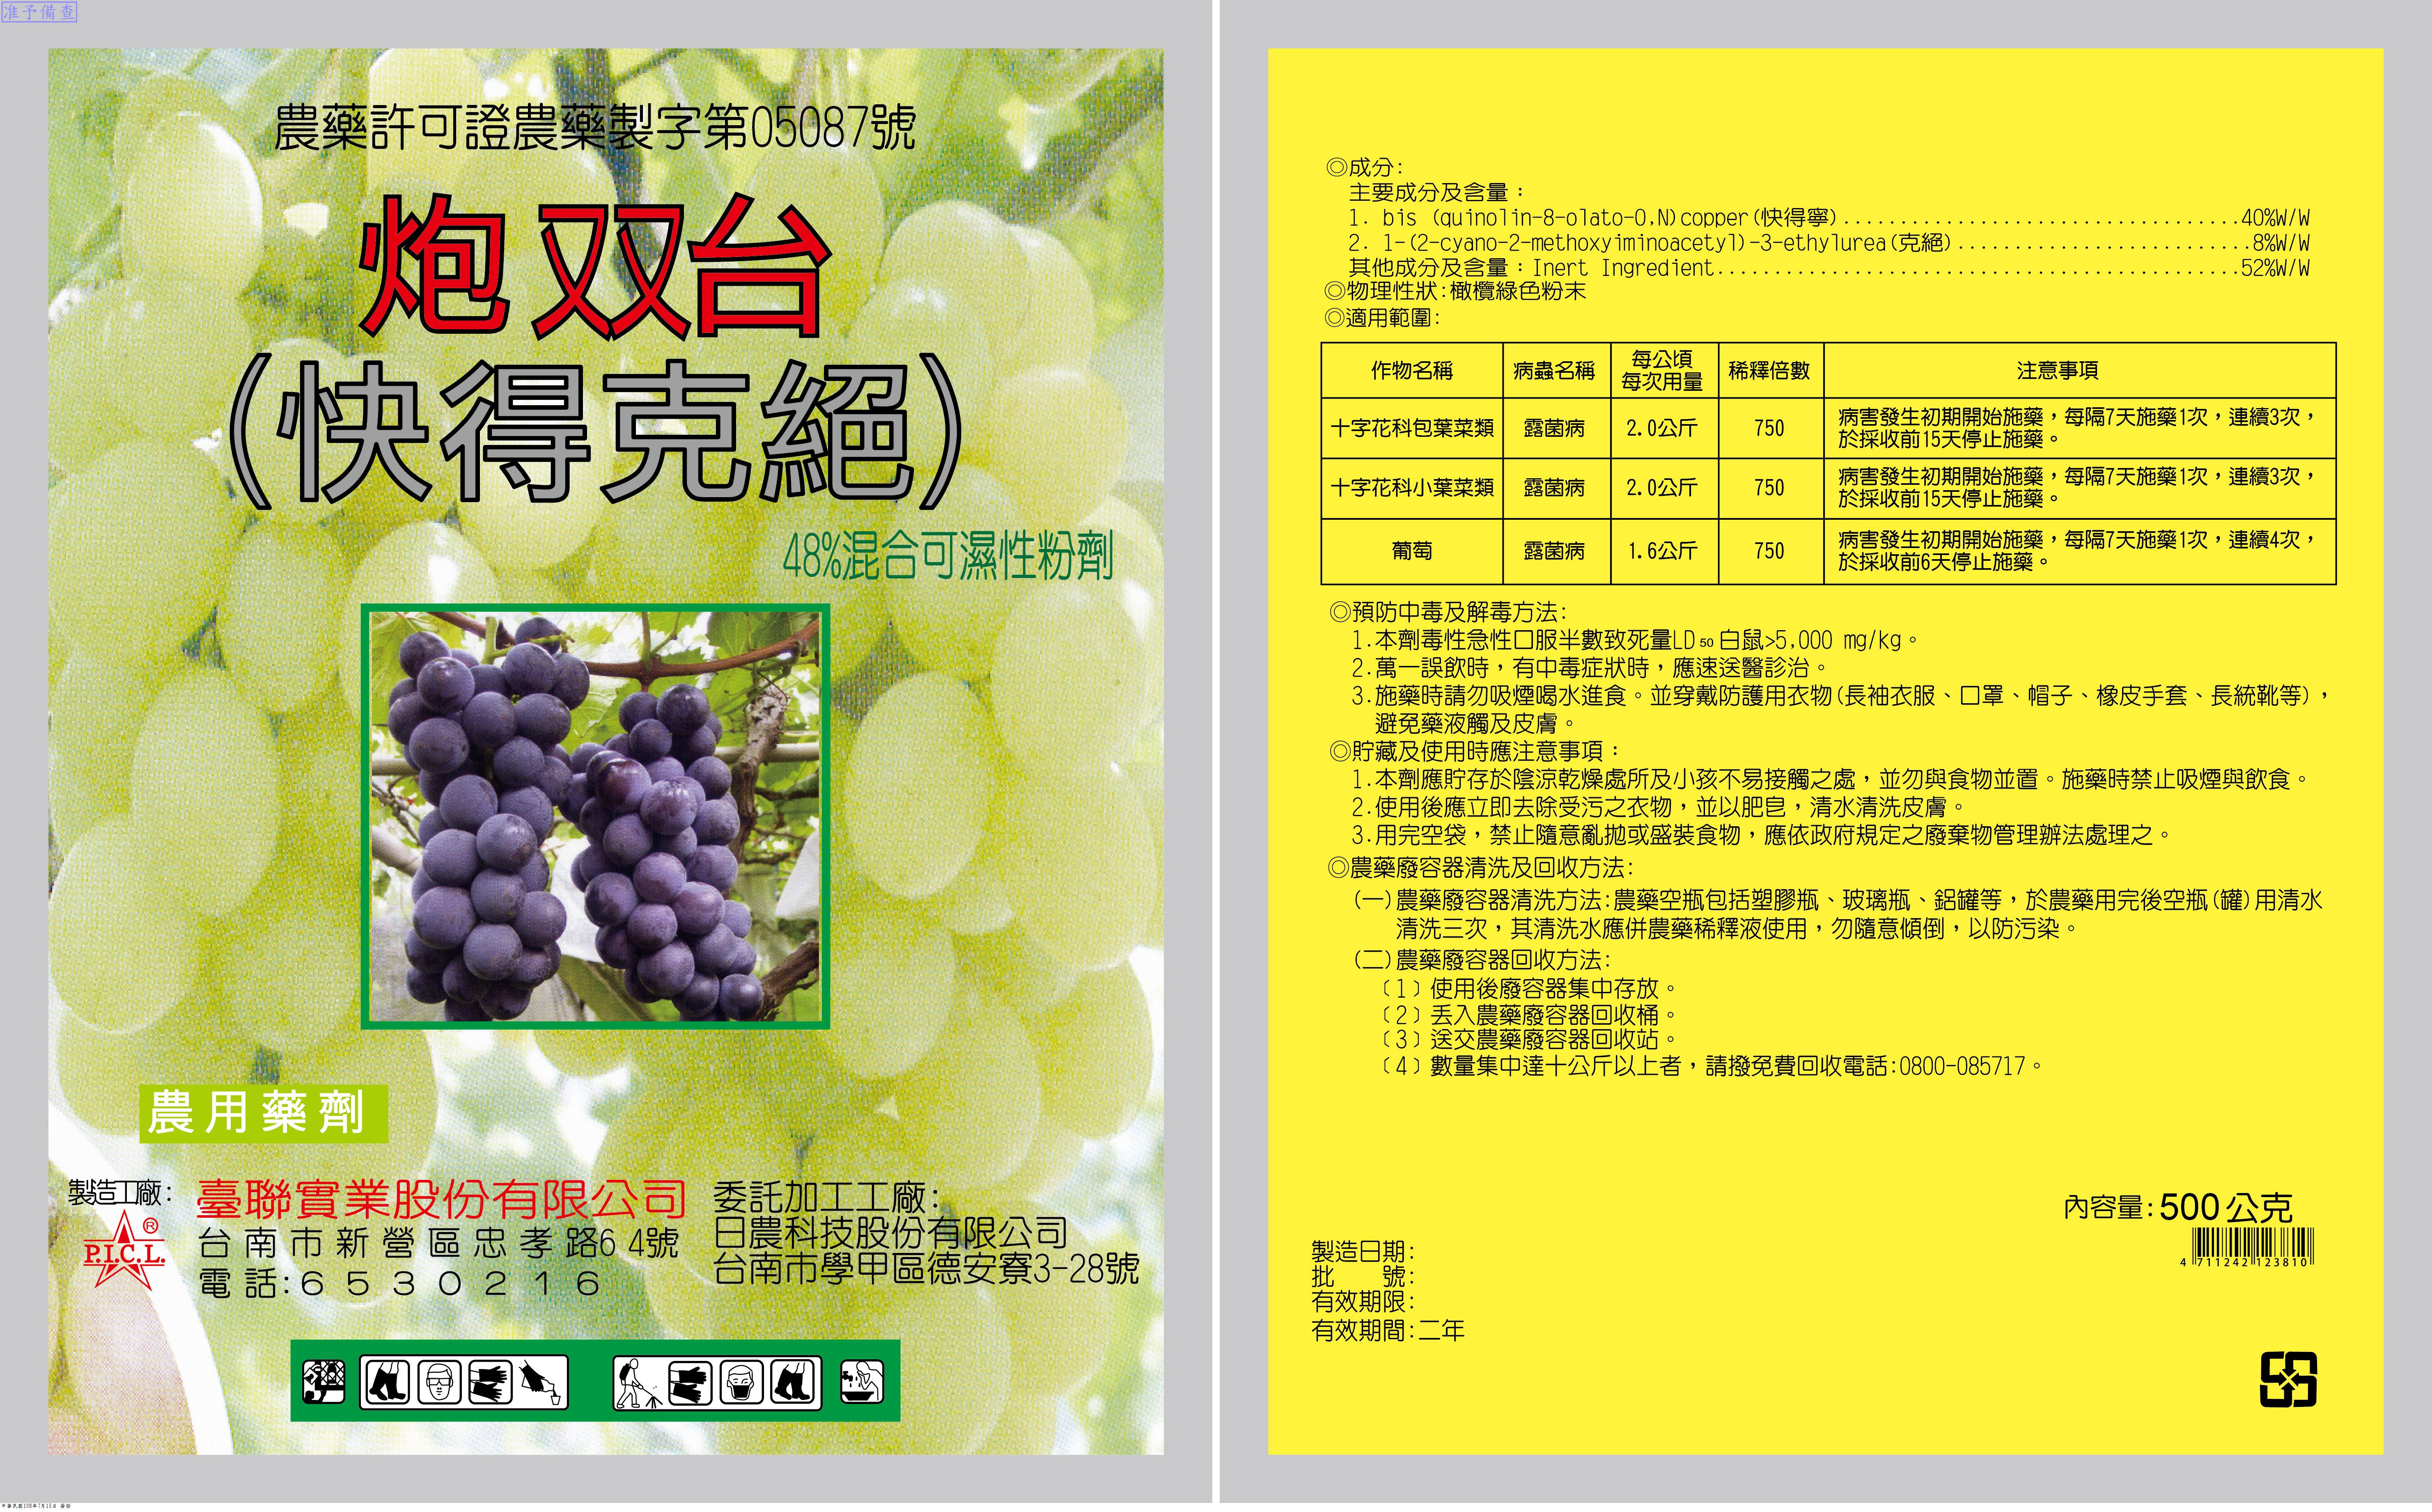 准予備查
農藥許可證農藥製字第05087號
炮双台
(快得克絕)
48%混合可濕性粉劑
農用藥劑
製造工廠:
P.I.C.L.
®
臺聯實業股份有限公司
台南市新營區忠孝路64號
電話:6530216
委託加工工廠:
日農科技股份有限公司
台南市學甲區德安寮3-28號
◎成分:
主要成分及含量：
1. bis (quinolin-8-olato-O,N)copper(快得寧)...................................40%W/W
2. 1-(2-cyano-2-methoxyiminoacetyl)-3-ethylurea(克絕)..........................8%W/W
其他成分及含量：Inert Ingredient..............................................52%W/W
◎物理性狀:橄欖綠色粉末
◎適用範圍:
作物名稱 病蟲名稱 每公頃每次用量 稀釋倍數 注意事項
十字花科包葉菜類 露菌病 2.0公斤 750 病害發生初期開始施藥，每隔7天施藥1次，連續3次，
於採收前15天停止施藥。
十字花科小葉菜類 露菌病 2.0公斤 750 病害發生初期開始施藥，每隔7天施藥1次，連續3次，
於採收前15天停止施藥。
葡萄 露菌病 1.6公斤 750 病害發生初期開始施藥，每隔7天施藥1次，連續4次，
於採收前6天停止施藥。
◎預防中毒及解毒方法:
1.本劑毒性急性口服半數致死量LD50白鼠>5,000 mg/kg。
2.萬一誤飲時，有中毒症狀時，應速送醫診治。
3.施藥時請勿吸煙喝水進食。並穿戴防護用衣物(長袖衣服、口罩、帽子、橡皮手套、長統靴等)，
避免藥液觸及皮膚。
◎貯藏及使用時應注意事項：
1.本劑應貯存於陰涼乾燥處所及小孩不易接觸之處，並勿與食物並置。施藥時禁止吸煙與飲食。
2.使用後應立即去除受污之衣物，並以肥皂，清水清洗皮膚。
3.用完空袋，禁止隨意亂拋或盛裝食物，應依政府規定之廢棄物管理辦法處理之。
◎農藥廢容器清洗及回收方法:
(一)農藥廢容器清洗方法:農藥空瓶包括塑膠瓶、玻璃瓶、鋁罐等，於農藥用完後空瓶(罐)用清水
清洗三次，其清洗水應併農藥稀釋液使用，勿隨意傾倒，以防污染。
(二)農藥廢容器回收方法:
〔1〕使用後廢容器集中存放。
〔2〕丟入農藥廢容器回收桶。
〔3〕送交農藥廢容器回收站。
〔4〕數量集中達十公斤以上者，請撥免費回收電話:0800-085717。
內容量:500公克
4 711242 123810
製造日期:
批　　號:
有效期限:
有效期間:二年
中華民國108年7月15日 簽發